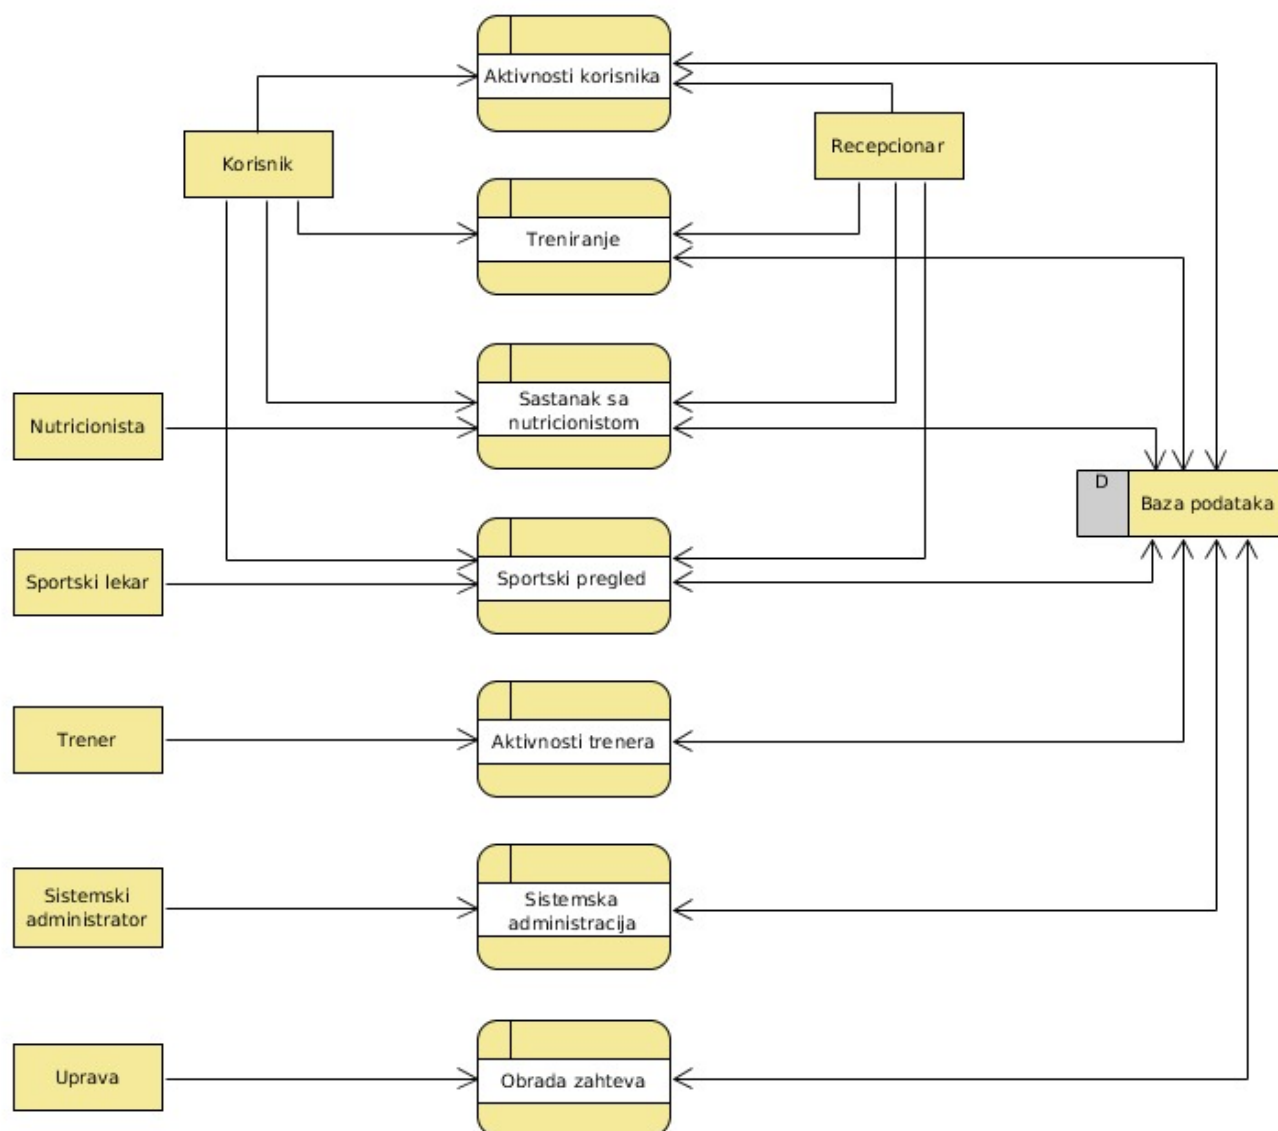 Aktivnosti korisnika
Korisnik
Recepcionar
Treniranje
Sastanak sa
nutricionistom
Nutricionista
D
Baza podataka
Sportski lekar
Sportski pregled
Trener
Aktivnosti trenera
Sistemski
administrator
Sistemska
administracija
Uprava
Obrada zahteva